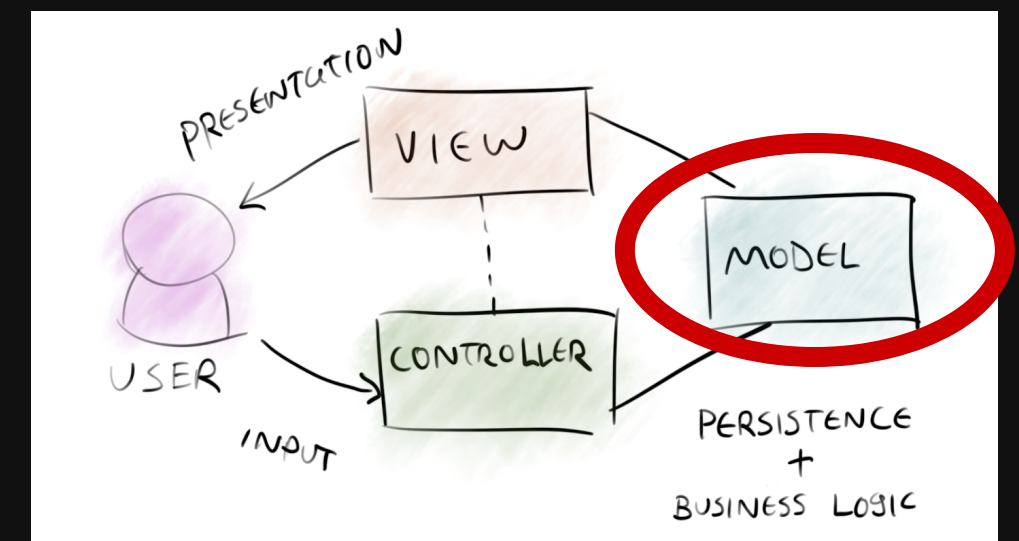 PRESENTATION
VIEW
MODEL
CONTROLLER
USER
INPUT
PERSISTENCE
+
BUSINESS LOGIC